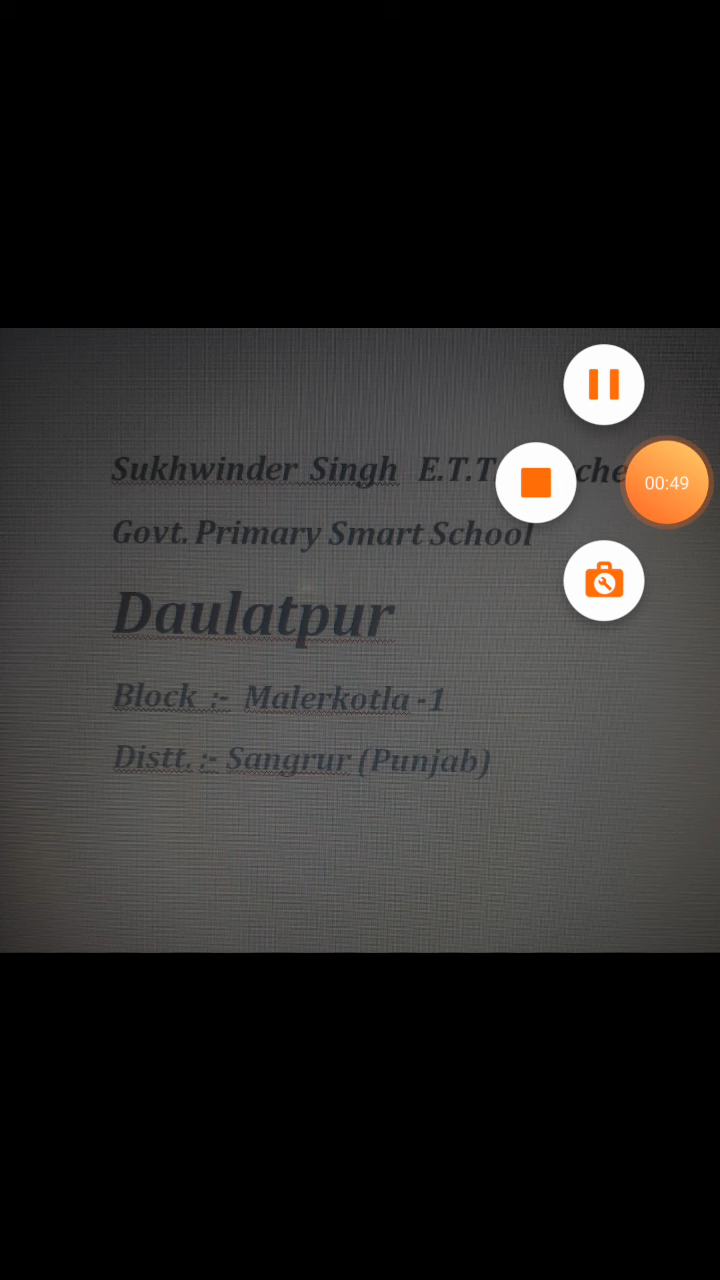 Sukhwinder Singh E.T.T
00:49
Govt. Primary Smart School
Daulatpur
Block :- Malerkotla -1
Distt. :- Sangrur (Punjab)